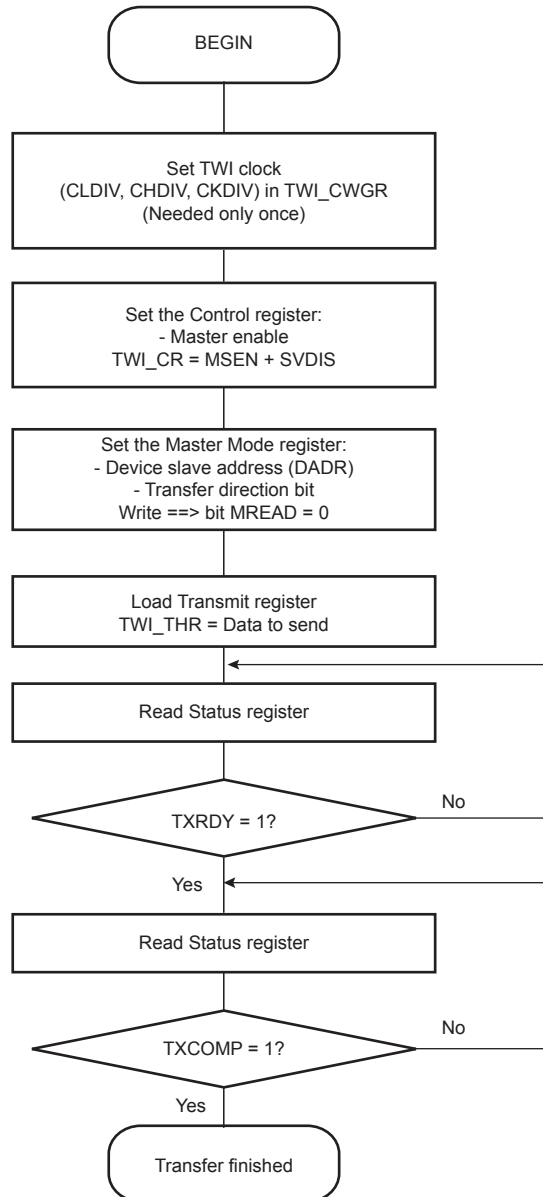 BEGIN
Set TWI clock
(CLDIV, CHDIV, CKDIV) in TWI_CWGR
(Needed only once)
Set the Control register:
- Master enable
TWI_CR = MSEN + SVDIS
Set the Master Mode register:
- Device slave address (DADR)
- Transfer direction bit
Write ==> bit MREAD = 0
Load Transmit register
TWI_THR = Data to send
Read Status register
TXRDY = 1?
No
Yes
Read Status register
TXCOMP = 1?
No
Yes
Transfer finished